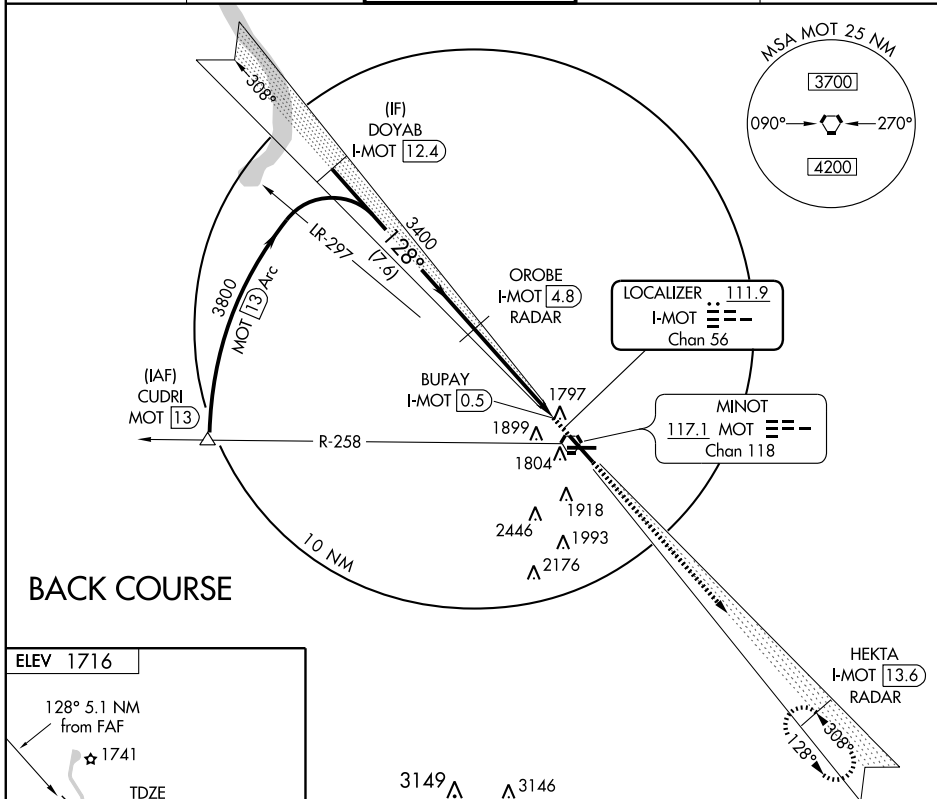 308°
(IF)
DOYAB
I-MOT 12.4
MSA MOT 25 NM
3700
090°
270°
4200
LR-297
3400
128°
(7.6)
3800
MOT 13 Arc
OROBE
I-MOT 4.8
RADAR
LOCALIZER 111.9
I-MOT
Chan 56
(IAF)
CUDRI
MOT 13
BUPAY
I-MOT 0.5
1797
1899
1804
MINOT
117.1 MOT
Chan 118
R-258
1918
2446
1993
2176
10 NM
BACK COURSE
HEKTA
I-MOT 13.6
RADAR
308°
128°
ELEV 1716
128° 5.1 NM
from FAF
1741
TDZE
3149
3146